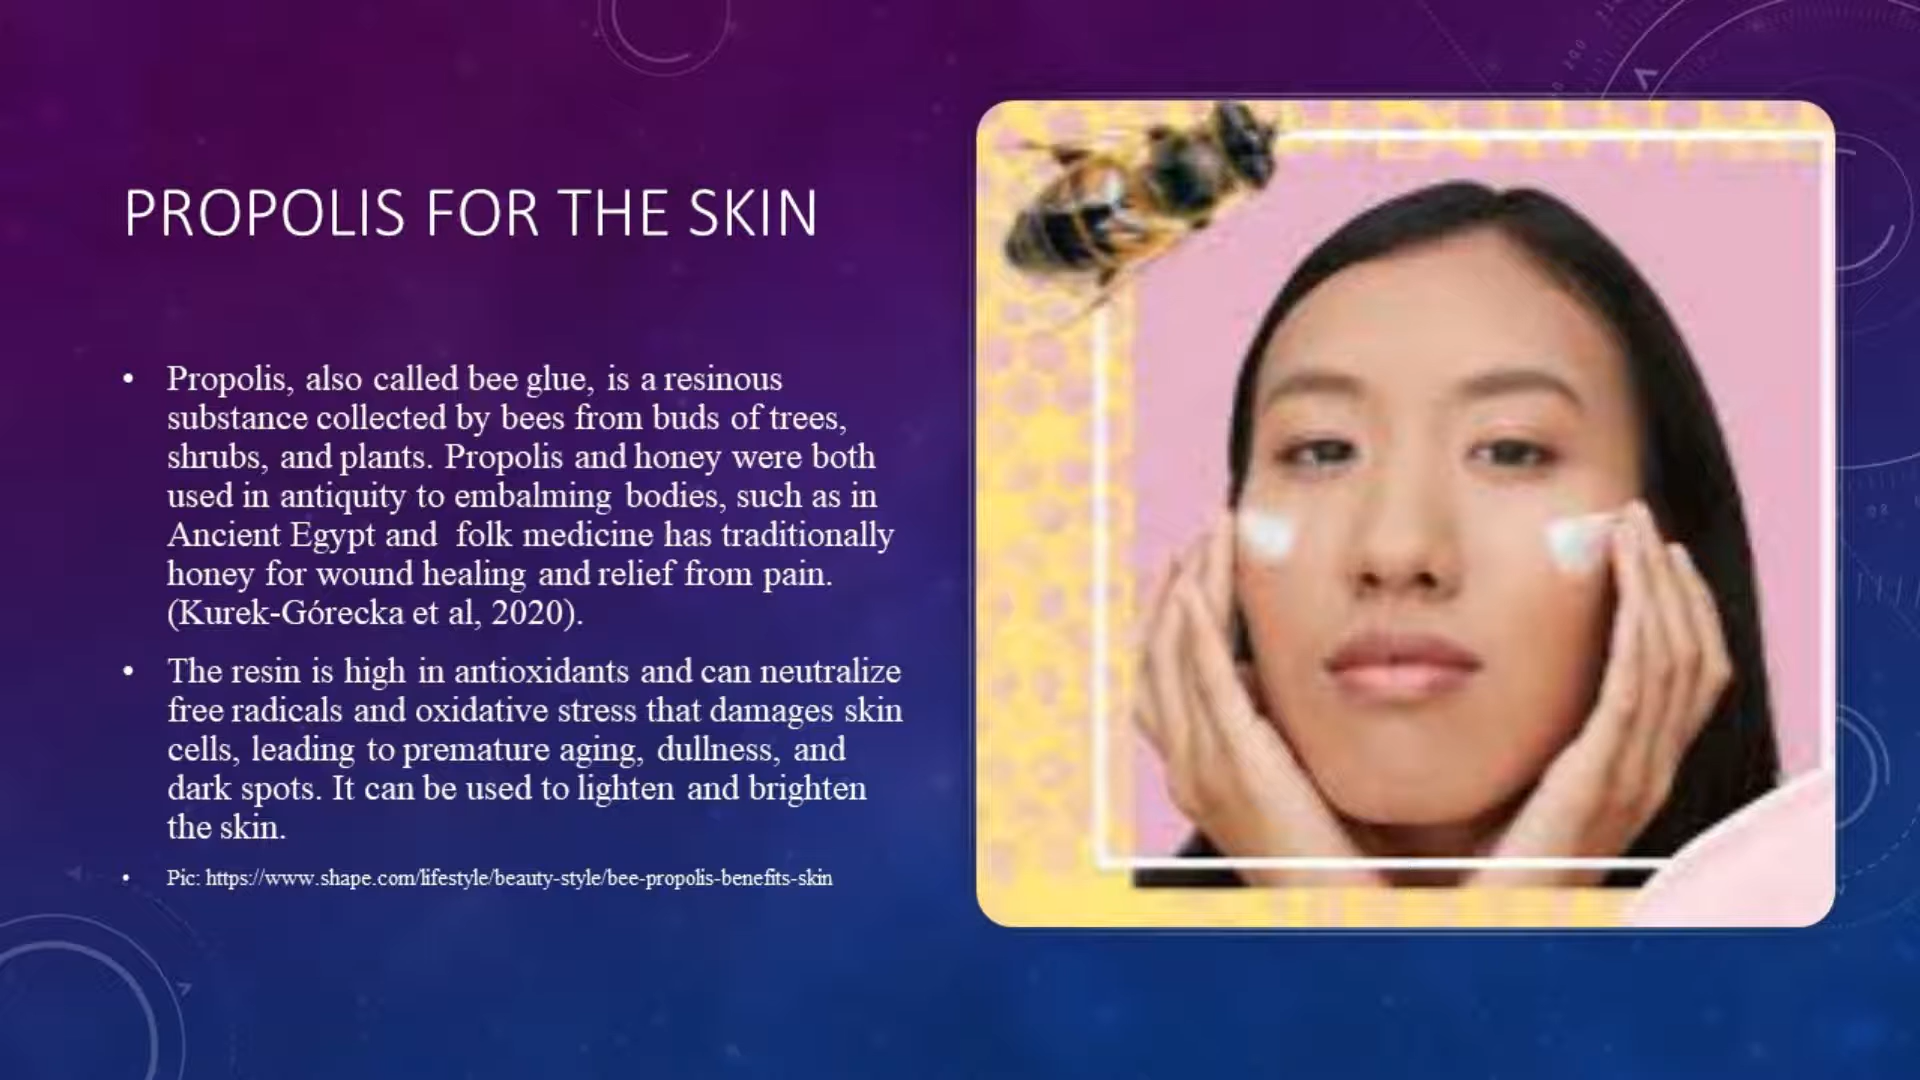 PROPOLIS FOR THE SKIN
• Propolis, also called bee glue, is a resinous
substance collected by bees from buds of trees,
shrubs, and plants. Propolis and honey were both
used in antiquity to embalming bodies, such as in
Ancient Egypt and folk medicine has traditionally
honey for wound healing and relief from pain.
(Kurek-Górecka et al, 2020).
• The resin is high in antioxidants and can neutralize
free radicals and oxidative stress that damages skin
cells, leading to premature aging, dullness, and
dark spots. It can be used to lighten and brighten
the skin.
• Pic: https://www.shape.com/lifestyle/beauty-style/bee-propolis-benefits-skin